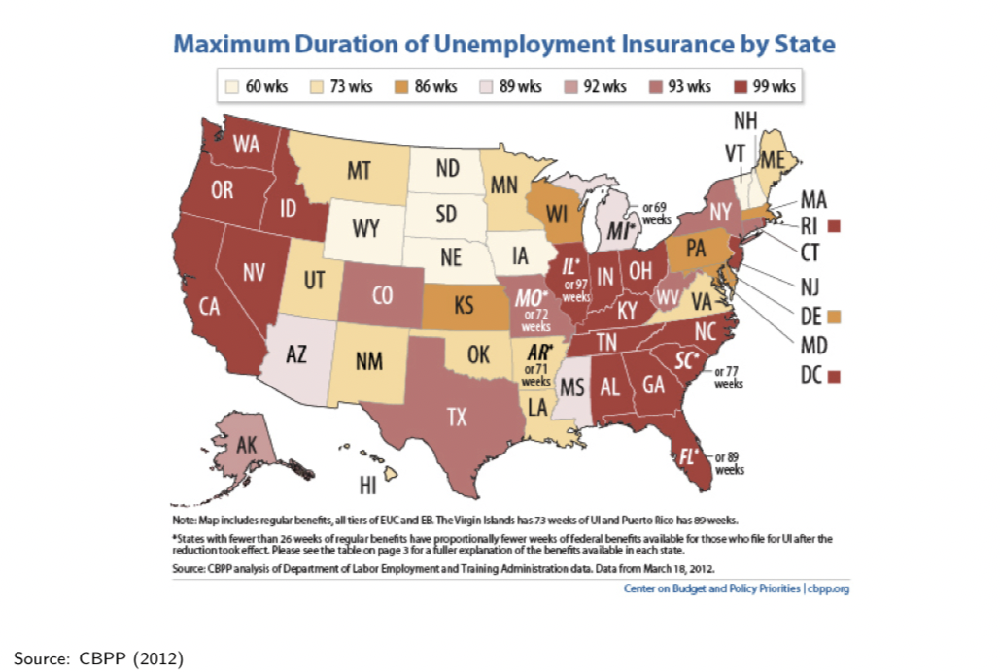 Maximum Duration of Unemployment Insurance by State
60 wks 73 wks 86 wks 89 wks 92 wks 93 wks 99 wks
NH
VT
ME
WA
MT
ND
MN
OR
ID
SD
WI
or 69
weeks
MI*
NY
MA
RI
WY
CT
NV
UT
NE
IA
IL*
or 97
weeks
IN
OH
PA
NJ
CA
CO
KS
MO*
or 72
weeks
KY
WV
VA
DE
MD
AZ
NM
OK
AR*
or 71
weeks
TN
NC
SC*
or 77
weeks
DC
TX
LA
MS
AL
GA
AK
HI
FL*
or 89
weeks
Note: Map includes regular benefits, all tiers of EUC and EB. The Virgin Islands has 73 weeks of UI and Puerto Rico has 89 weeks.
*States with fewer than 26 weeks of regular benefits have proportionally fewer weeks of federal benefits available for those who file for UI after the
reduction took effect. Please see the table on page 3 for a fuller explanation of the benefits available in each state.
Source: CBPP analysis of Department of Labor Employment and Training Administration data. Data from March 18, 2012.
Center on Budget and Policy Priorities | cbpp.org
Source: CBPP (2012)